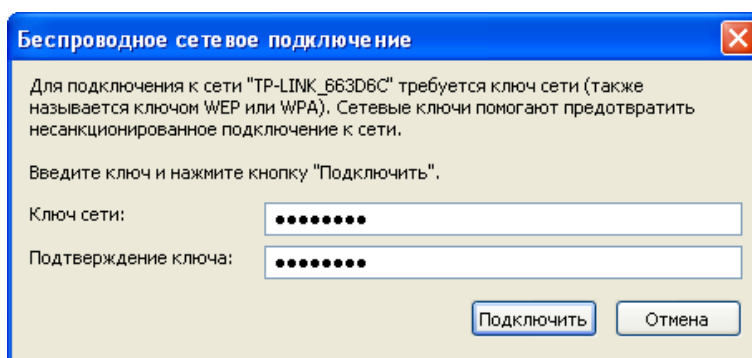 Беспроводное сетевое подключение
Для подключения к сети "TP-LINK_663D6C" требуется ключ сети (также
называется ключом WEP или WPA). Сетевые ключи помогают предотвратить
несанкционированное подключение к сети.
Введите ключ и нажмите кнопку "Подключить".
Ключ сети: ••••••••
Подтверждение ключа: ••••••••
Подключить Отмена